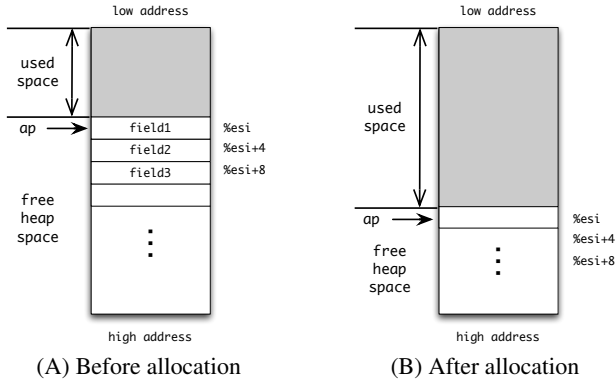 low address
used
space
ap
field1
%esi
field2
%esi+4
field3
%esi+8
free
heap
space
high address
(A) Before allocation
low address
used
space
ap
%esi
%esi+4
free
heap
space
%esi+8
high address
(B) After allocation